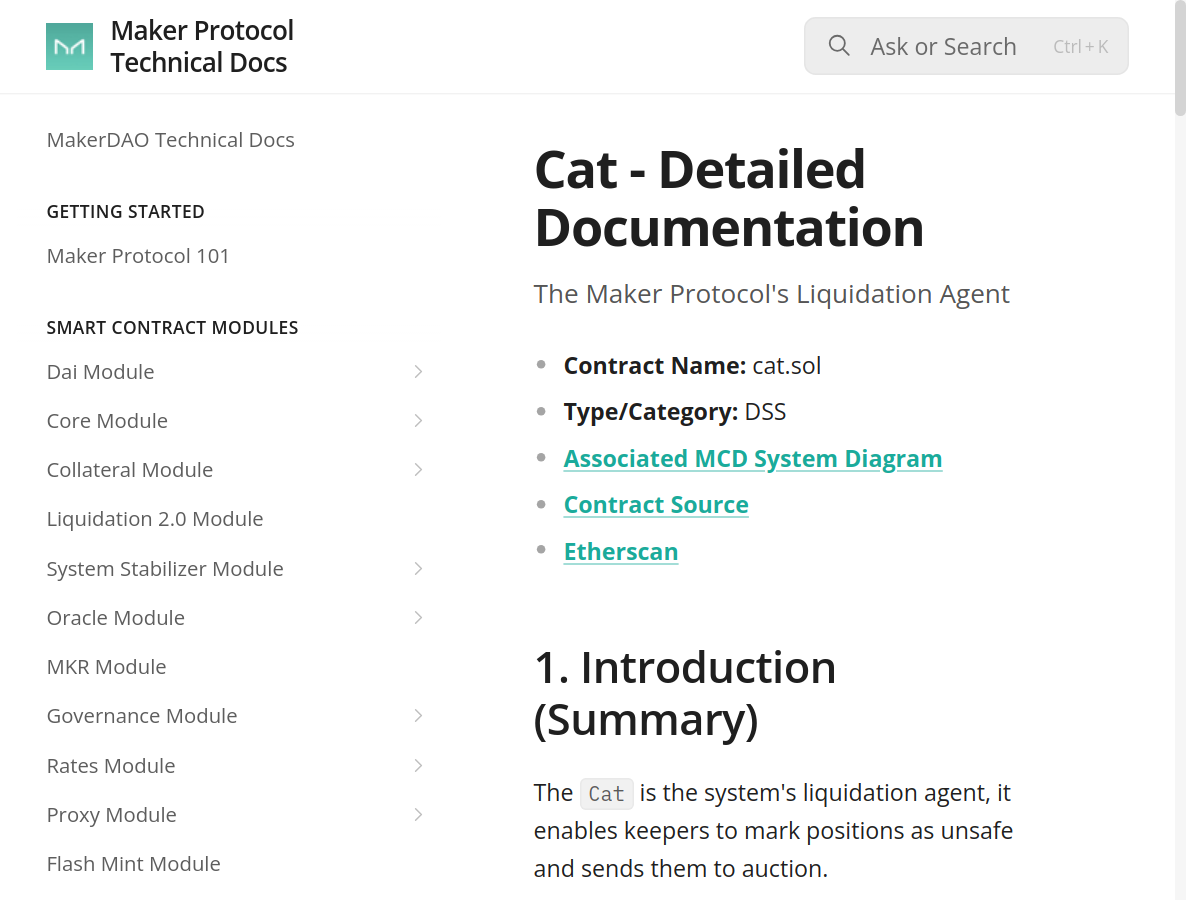 Maker Protocol
Technical Docs
Ask or Search
Ctrl + K
MakerDAO Technical Docs
GETTING STARTED
Maker Protocol 101
SMART CONTRACT MODULES
Dai Module
Core Module
Collateral Module
Liquidation 2.0 Module
System Stabilizer Module
Oracle Module
MKR Module
Governance Module
Rates Module
Proxy Module
Flash Mint Module
Cat - Detailed
Documentation
The Maker Protocol's Liquidation Agent
Contract Name: cat.sol
Type/Category: DSS
Associated MCD System Diagram
Contract Source
Etherscan
1. Introduction
(Summary)
The Cat is the system's liquidation agent, it
enables keepers to mark positions as unsafe
and sends them to auction.